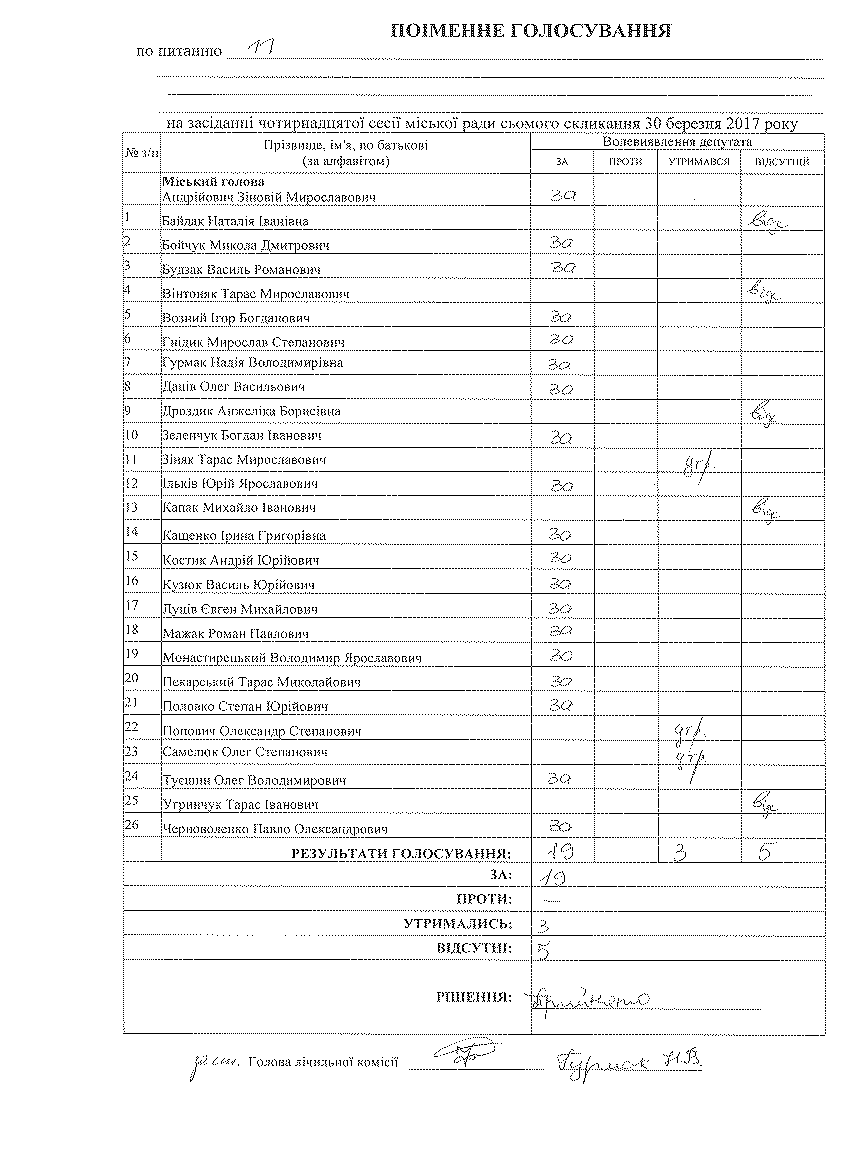 ПОІМЕННЕ ГОЛОСУВАННЯ
по питанню 17
на засіданні чотирнадцятої сесії міської ради сьомого скликання 30 березня 2017 року
№ з/п Прізвище, ім'я, по батькові (за алфавітом) Волевиявлення депутата
ЗА ПРОТИ УТРИМАВСЯ ВІДСУТНІЙ
Міський голова
Андрійович Зіновій Мирославович за
1 Байдак Наталія Іванівна відс
2 Бойчук Микола Дмитрович за
3 Будзак Василь Романович за
4 Вінтоняк Тарас Мирославович відс
5 Возний Ігор Богданович за
6 Гнідик Мирослав Степанович за
7 Гурмак Надія Володимирівна за
8 Даців Олег Васильович за
9 Дроздик Анжеліка Борисівна відс
10 Зеленчук Богдан Іванович за
11 Зіняк Тарас Мирославович утр.
12 Ільків Юрій Ярославович за
13 Капак Михайло Іванович відс
14 Кащенко Ірина Григорівна за
15 Костик Андрій Юрійович за
16 Кузюк Василь Юрійович за
17 Луців Євген Михайлович за
18 Мажак Роман Павлович за
19 Монастирецький Володимир Ярославович за
20 Пекарський Тарас Миколайович за
21 Половко Степан Юрійович за
22 Попович Олександр Степанович утр.
23 Самелюк Олег Степанович утр.
24 Туєшин Олег Володимирович за
25 Угринчук Тарас Іванович відс
26 Черноволенко Павло Олександрович за
РЕЗУЛЬТАТИ ГОЛОСУВАННЯ: 19 3 5
ЗА: 19
ПРОТИ: —
УТРИМАЛИСЬ: 3
ВІДСУТНІ: 5
РІШЕННЯ: прийнято
заст. Голова лічильної комісії Гурмак Н.В.